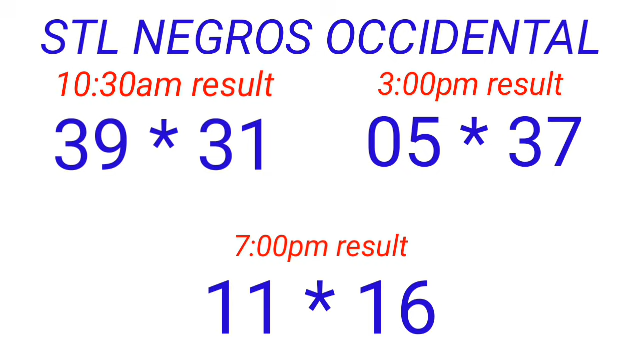 STL NEGROS OCCIDENTAL
10:30am result
39 * 31
3:00pm result
05 * 37
7:00pm result
11 * 16